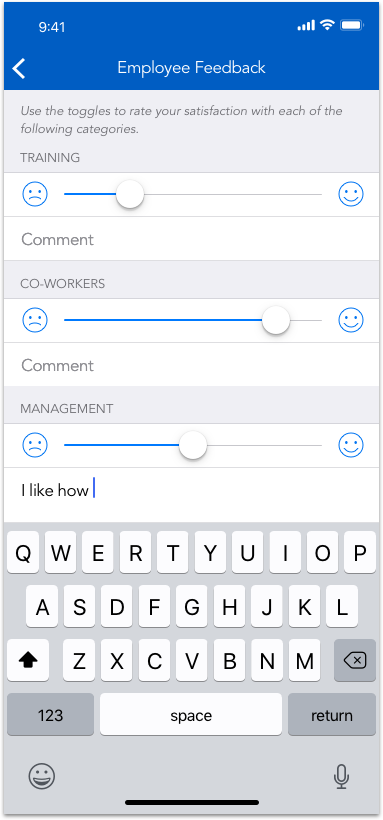 9:41
Employee Feedback
Use the toggles to rate your satisfaction with each of the
following categories.
TRAINING
Comment
CO-WORKERS
Comment
MANAGEMENT
I like how
Q W E R T Y U I O P
A S D F G H J K L
Z X C V B N M
123 space return